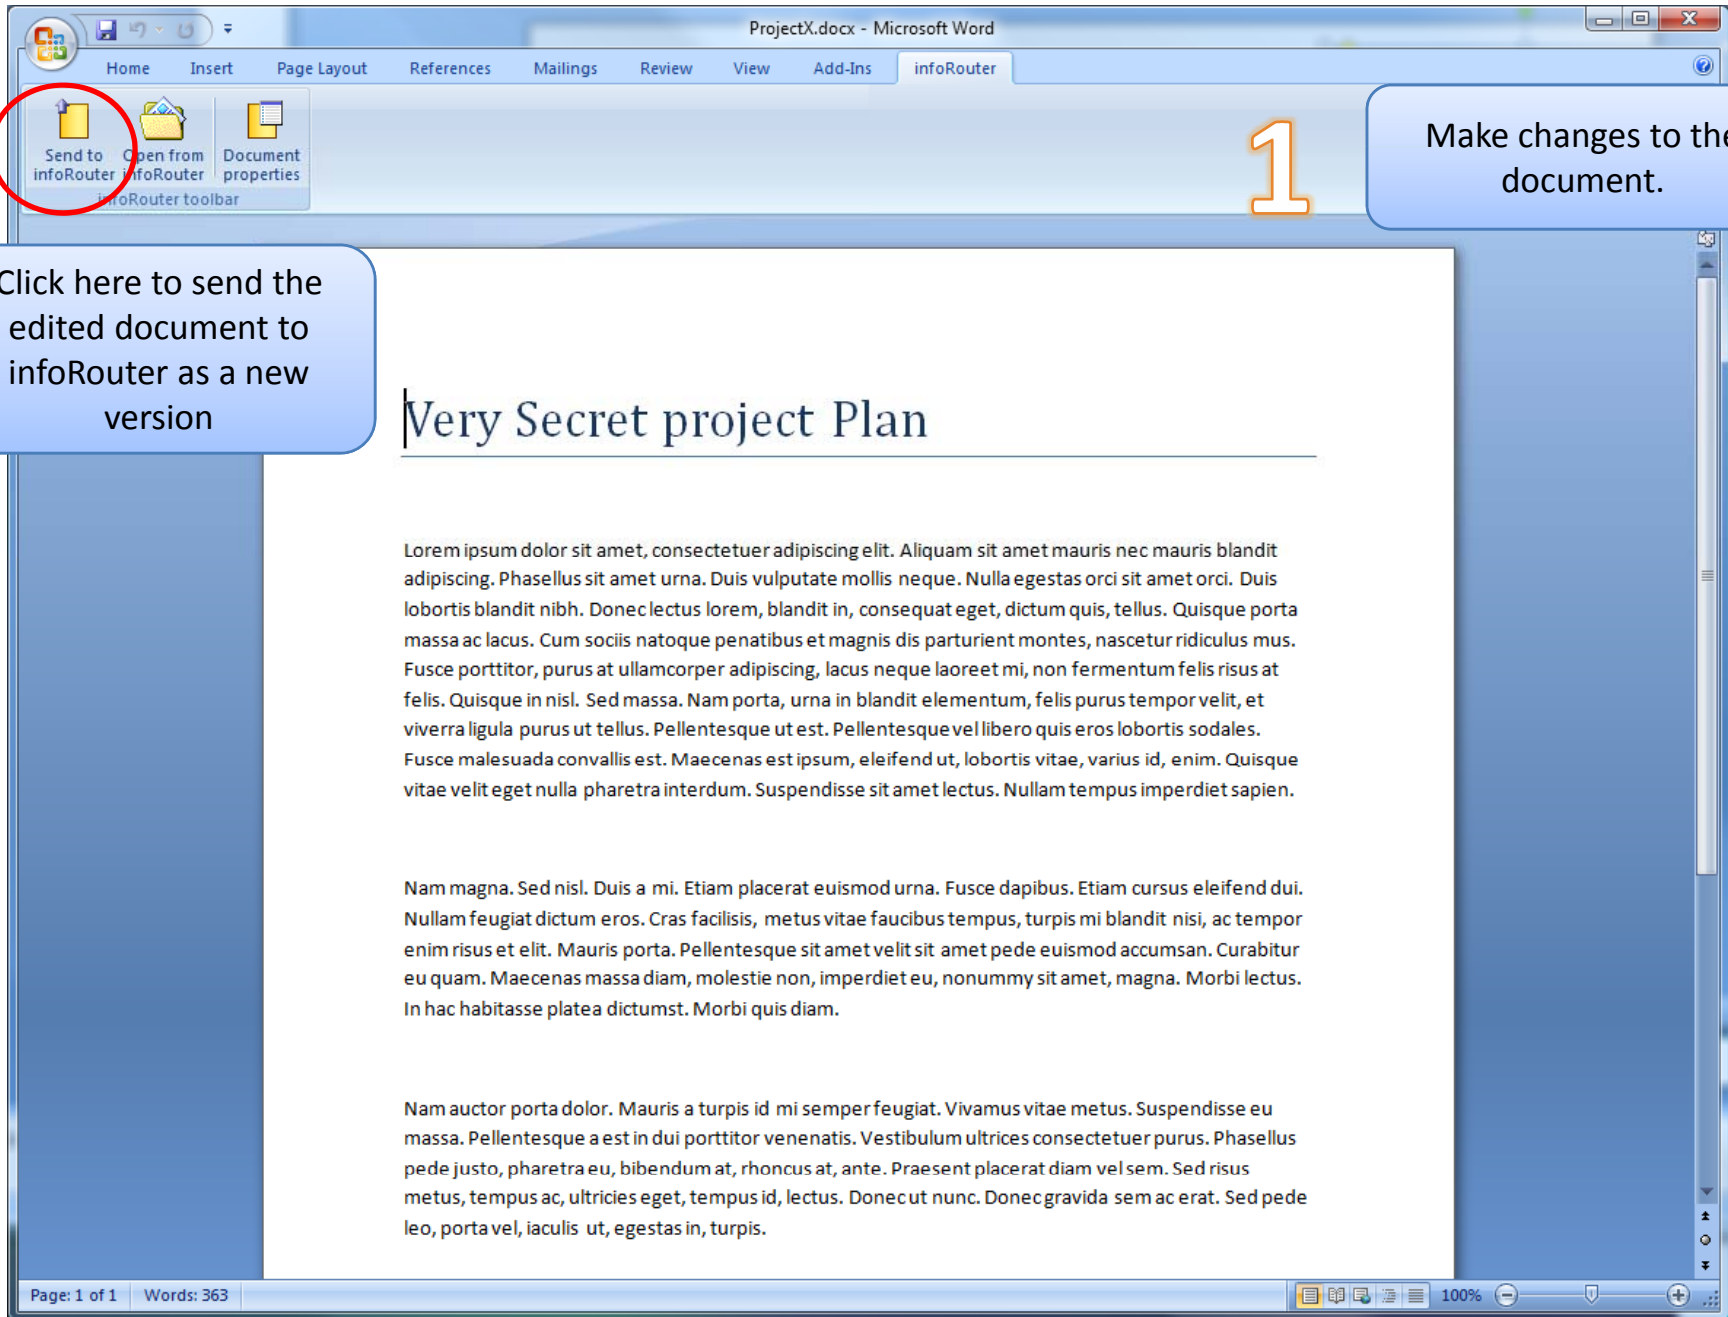 ProjectX.docx - Microsoft Word
Home Insert Page Layout References Mailings Review View Add-Ins infoRouter
Send to infoRouter
Open from infoRouter
Document properties
infoRouter toolbar
1
Make changes to the
document.
Click here to send the
edited document to
infoRouter as a new
version
Very Secret project Plan
Lorem ipsum dolor sit amet, consectetuer adipiscing elit. Aliquam sit amet mauris nec mauris blandit
adipiscing. Phasellus sit amet urna. Duis vulputate mollis neque. Nulla egestas orci sit amet orci. Duis
lobortis blandit nibh. Donec lectus lorem, blandit in, consequat eget, dictum quis, tellus. Quisque porta
massa ac lacus. Cum sociis natoque penatibus et magnis dis parturient montes, nascetur ridiculus mus.
Fusce porttitor, purus at ullamcorper adipiscing, lacus neque laoreet mi, non fermentum felis risus at
felis. Quisque in nisl. Sed massa. Nam porta, urna in blandit elementum, felis purus tempor velit, et
viverra ligula purus ut tellus. Pellentesque ut est. Pellentesque vel libero quis eros lobortis sodales.
Fusce malesuada convallis est. Maecenas est ipsum, eleifend ut, lobortis vitae, varius id, enim. Quisque
vitae velit eget nulla pharetra interdum. Suspendisse sit amet lectus. Nullam tempus imperdiet sapien.
Nam magna. Sed nisl. Duis a mi. Etiam placerat euismod urna. Fusce dapibus. Etiam cursus eleifend dui.
Nullam feugiat dictum eros. Cras facilisis, metus vitae faucibus tempus, turpis mi blandit nisi, ac tempor
enim risus et elit. Mauris porta. Pellentesque sit amet velit sit amet pede euismod accumsan. Curabitur
eu quam. Maecenas massa diam, molestie non, imperdiet eu, nonummy sit amet, magna. Morbi lectus.
In hac habitasse platea dictumst. Morbi quis diam.
Nam auctor porta dolor. Mauris a turpis id mi semper feugiat. Vivamus vitae metus. Suspendisse eu
massa. Pellentesque a est in dui porttitor venenatis. Vestibulum ultrices consectetuer purus. Phasellus
pede justo, pharetra eu, bibendum at, rhoncus at, ante. Praesent placerat diam vel sem. Sed risus
metus, tempus ac, ultricies eget, tempus id, lectus. Donec ut nunc. Donec gravida sem ac erat. Sed pede
leo, porta vel, iaculis ut, egestas in, turpis.
Page: 1 of 1 Words: 363 100%